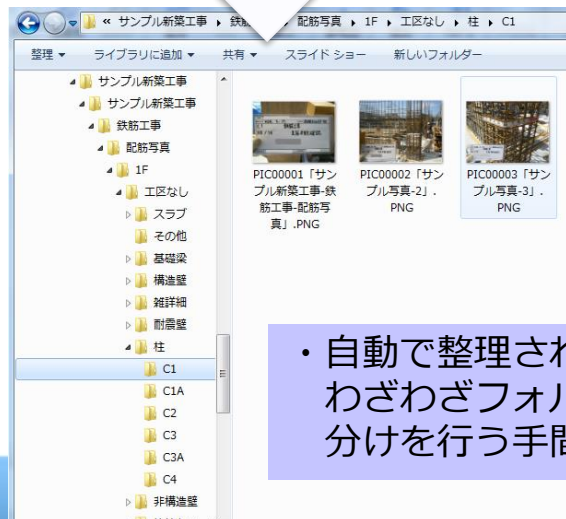 « サンプル新築工事 ▸ 鉄 配筋写真 ▸ 1F ▸ 工区なし ▸ 柱 ▸ C1
整理 ▼ ライブラリに追加 ▼ 共有 ▼ スライド ショー 新しいフォルダー
サンプル新築工事
サンプル新築工事
鉄筋工事
配筋写真
1F
工区なし
スラブ
その他
基礎梁
構造壁
雑詳細
耐震壁
柱
C1
C1A
C2
C3
C3A
C4
非構造壁
PIC00001「サン
プル新築工事-鉄
筋工事-配筋写
真」.PNG
PIC00002「サン
プル写真-2」.
PNG
PIC00003「サン
プル写真-3」.
PNG
・自動で整理され
わざわざフォル
分けを行う手間